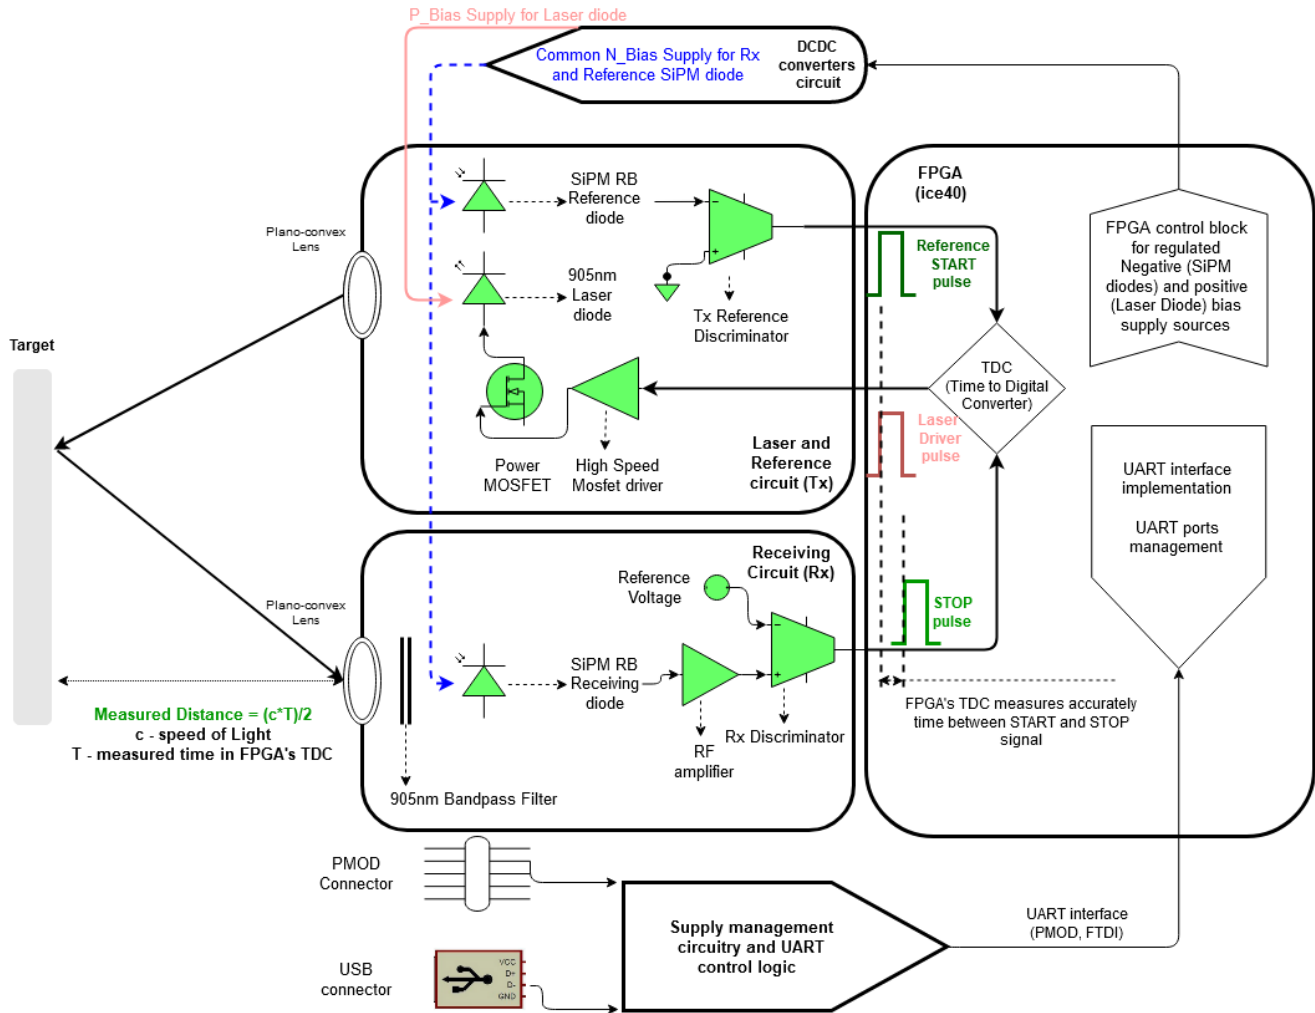 P_Bias Supply for Laser diode
Common N_Bias Supply for Rx
and Reference SiPM diode
DCDC
converters
circuit
SiPM RB
Reference
diode
905nm
Laser
diode
-
+
Tx Reference
Discriminator
Power
MOSFET
High Speed
Mosfet driver
Laser and
Reference
circuit (Tx)
Plano-convex
Lens
Target
FPGA
(ice40)
Reference
START
pulse
TDC
(Time to Digital
Converter)
Laser
Driver
pulse
STOP
pulse
FPGA's TDC measures accurately
time between START and STOP
signal
FPGA control block
for regulated
Negative (SiPM
diodes) and positive
(Laser Diode) bias
supply sources
UART interface
implementation
UART ports
management
Receiving
Circuit (Rx)
Reference
Voltage
Plano-convex
Lens
SiPM RB
Receiving
diode
-
+
RF
amplifier
Rx Discriminator
905nm Bandpass Filter
Measured Distance = (c*T)/2
c - speed of Light
T - measured time in FPGA's TDC
PMOD
Connector
USB
connector
VCC
D+
D-
GND
Supply management
circuitry and UART
control logic
UART interface
(PMOD, FTDI)